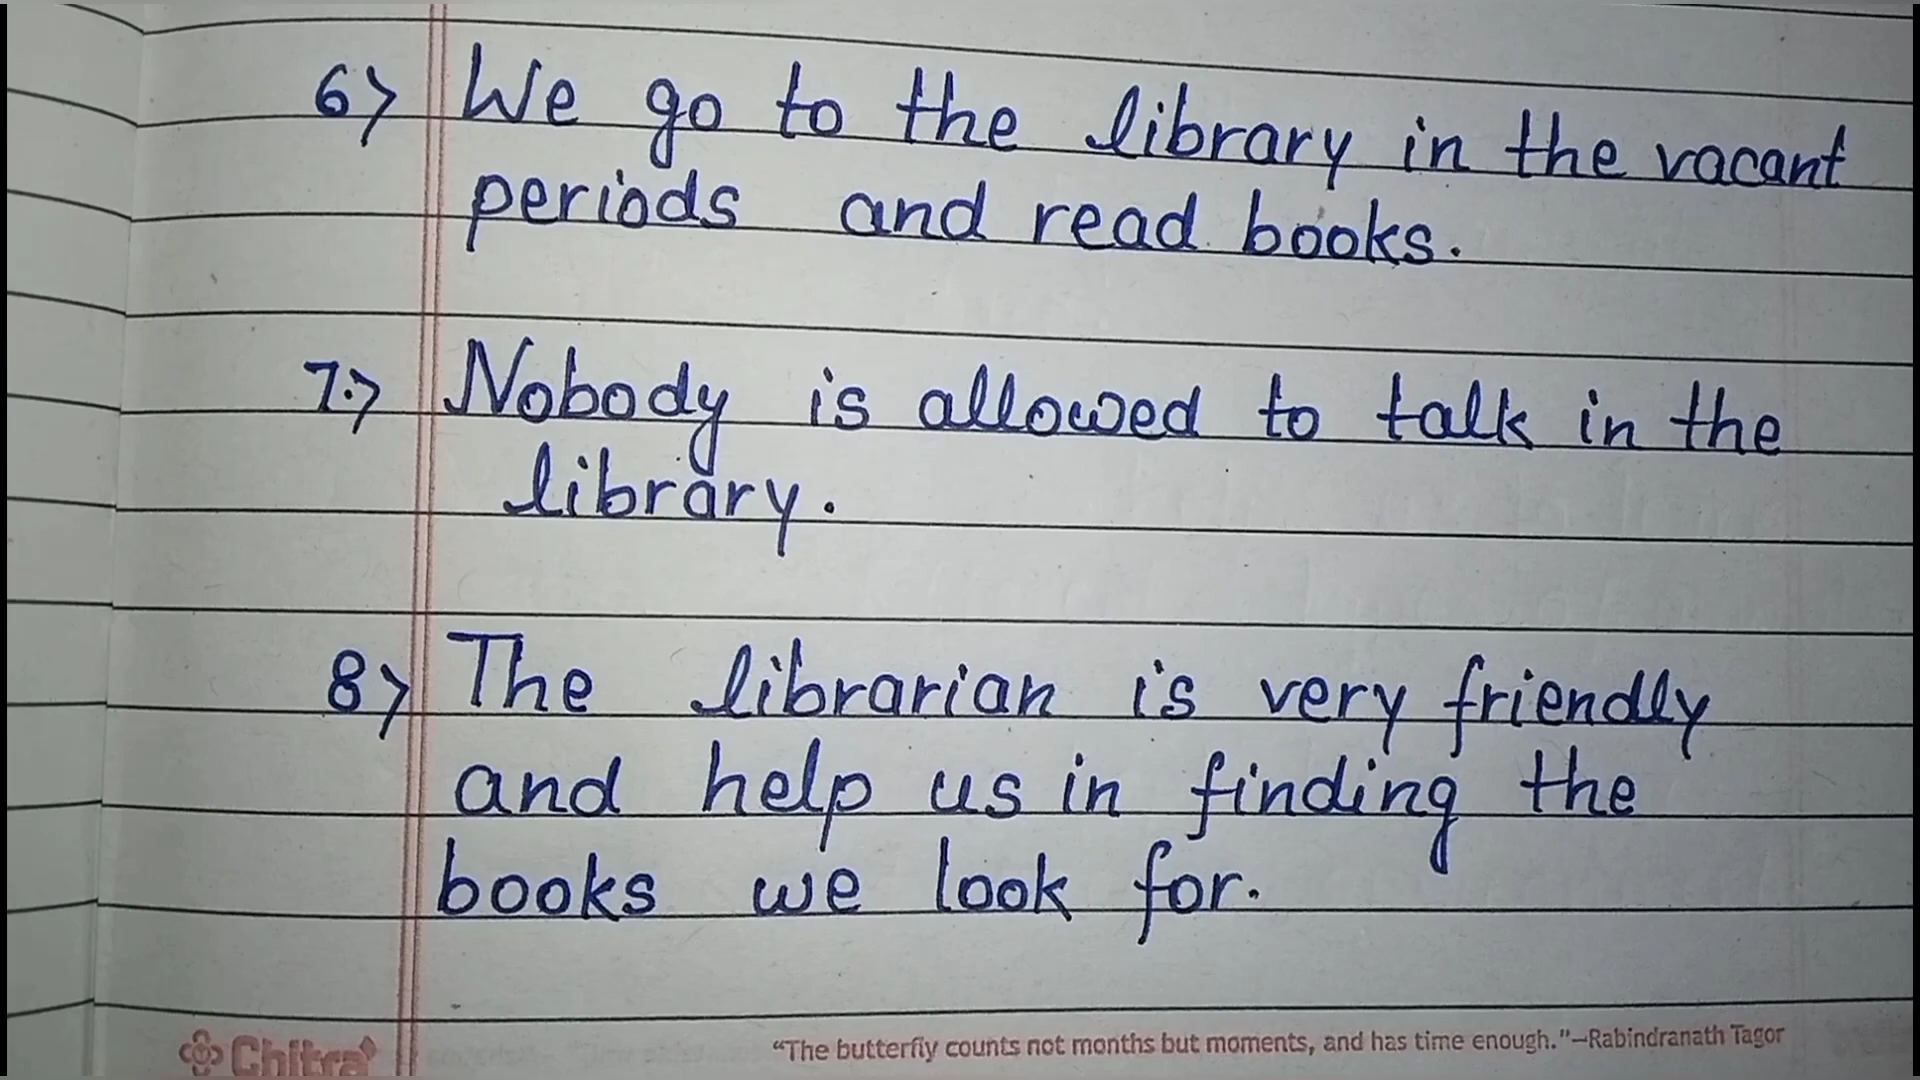 6) We go to the library in the vacant
periods and read books.
7.) Nobody is allowed to talk in the
library.
8) The librarian is very friendly
and help us in finding the
books we look for.
Chitra
"The butterfly counts not months but moments, and has time enough."–Rabindranath Tagor